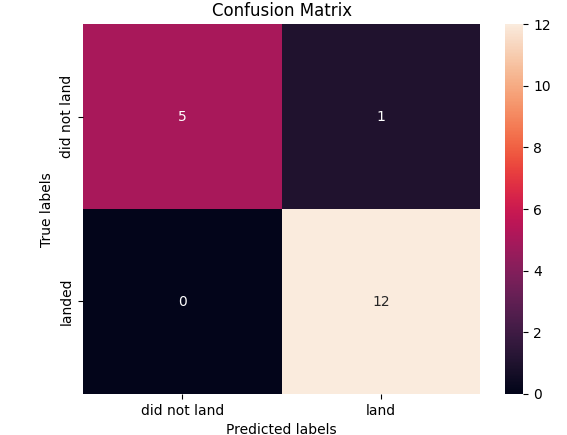 Confusion Matrix
True labels
did not land
landed
5
1
0
12
did not land
land
Predicted labels
12
10
8
6
4
2
0